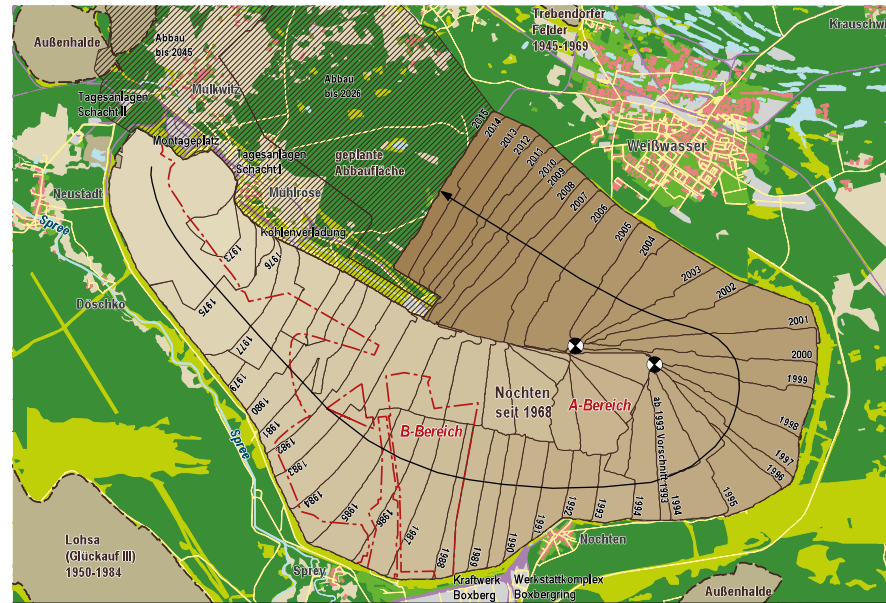 Außenhalde
Abbau
bis 2045
Mulkwitz
Abbau
bis 2026
Trebendorfer
Felder
1945-1969
Krauschwi
Tagesanlagen
Schacht II
Montageplatz
Tagesanlagen
Schacht I
geplante
Abbaufläche
Mühlrose
Weißwasser
Neustadt
Spree
Kohlenverladung
Döschko
2015
2014
2013
2012
2011
2010
2009
2008
2007
2006
2005
2004
2003
2002
2001
2000
1999
1998
1997
1996
1995
1994
ab 1993 Vorschnitt 1993
1994
1993
1992
1991
1990
1989
1988
1987
1986
1985
1984
1983
1982
1981
1980
1979
1977
1975
1973
1976
Nochten
seit 1968
A-Bereich
B-Bereich
Spree
Lohsa
(Glückauf III)
1950-1984
Sprey
Kraftwerk
Boxberg
Werkstattkomplex
Boxbergring
Nochten
Außenhalde